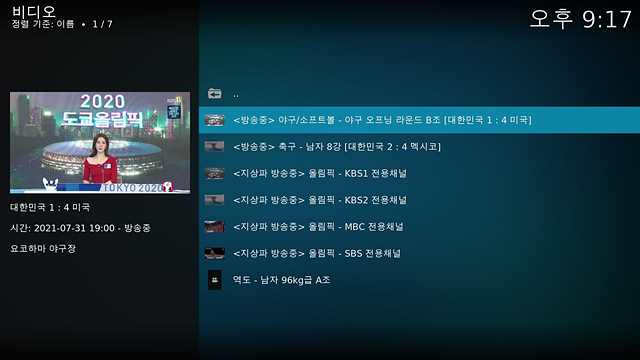 비디오
정렬 기준: 이름 • 1 / 7
오후 9:17
2020
도쿄올림픽
TOKYO 2020
대한민국 1 : 4 미국
시간: 2021-07-31 19:00 - 방송중
요코하마 야구장
..
<방송중> 야구/소프트볼 - 야구 오프닝 라운드 B조 [대한민국 1 : 4 미국]
<방송중> 축구 - 남자 8강 [대한민국 2 : 4 멕시코]
<지상파 방송중> 올림픽 - KBS1 전용채널
<지상파 방송중> 올림픽 - KBS2 전용채널
<지상파 방송중> 올림픽 - MBC 전용채널
<지상파 방송중> 올림픽 - SBS 전용채널
역도 - 남자 96kg급 A조